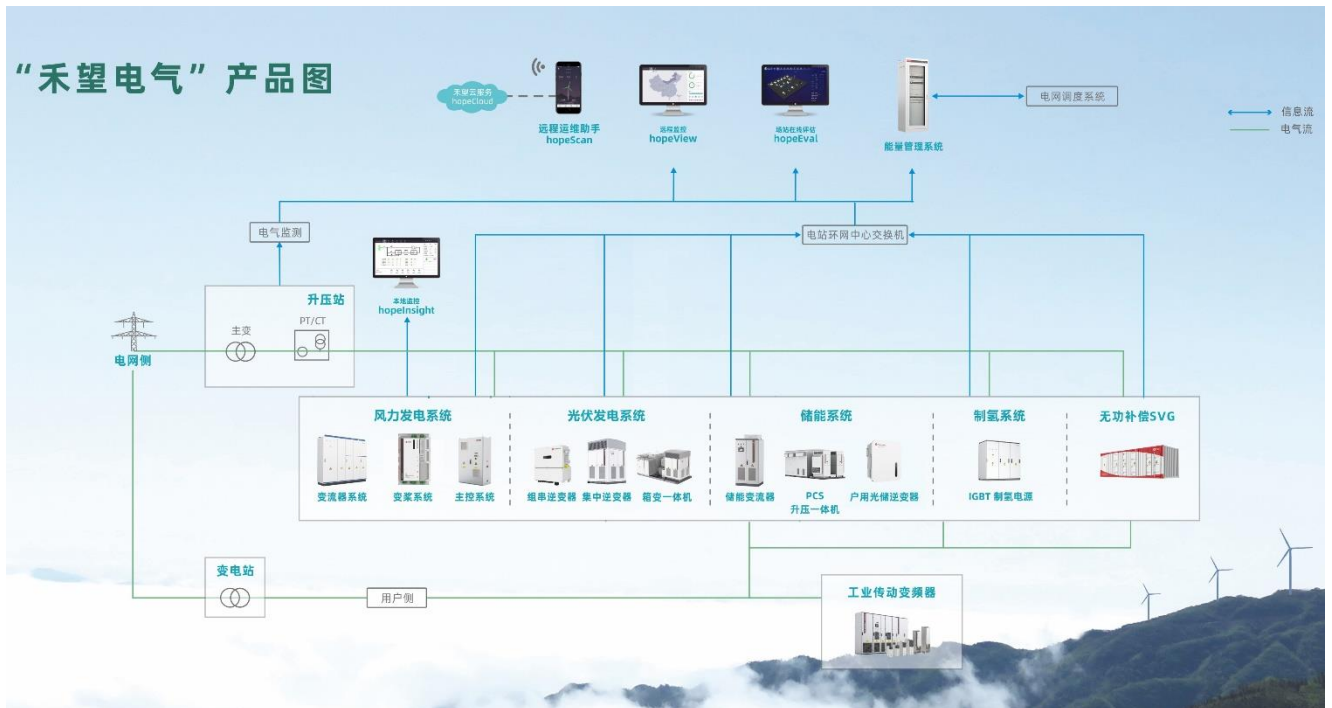 “禾望电气”产品图
禾望云服务
hopeCloud
远程运维助手
hopeScan
远程监控
hopeView
场站在线评估
hopeEval
能量管理系统
电网调度系统
信息流
电气流
电气监测
电站环网中心交换机
本地监控
hopeInsight
升压站
主变
PT/CT
电网侧
风力发电系统
变流器系统
变桨系统
主控系统
光伏发电系统
组串逆变器
集中逆变器
箱变一体机
储能系统
储能变流器
PCS
升压一体机
户用光储逆变器
制氢系统
IGBT 制氢电源
无功补偿SVG
变电站
用户侧
工业传动变频器